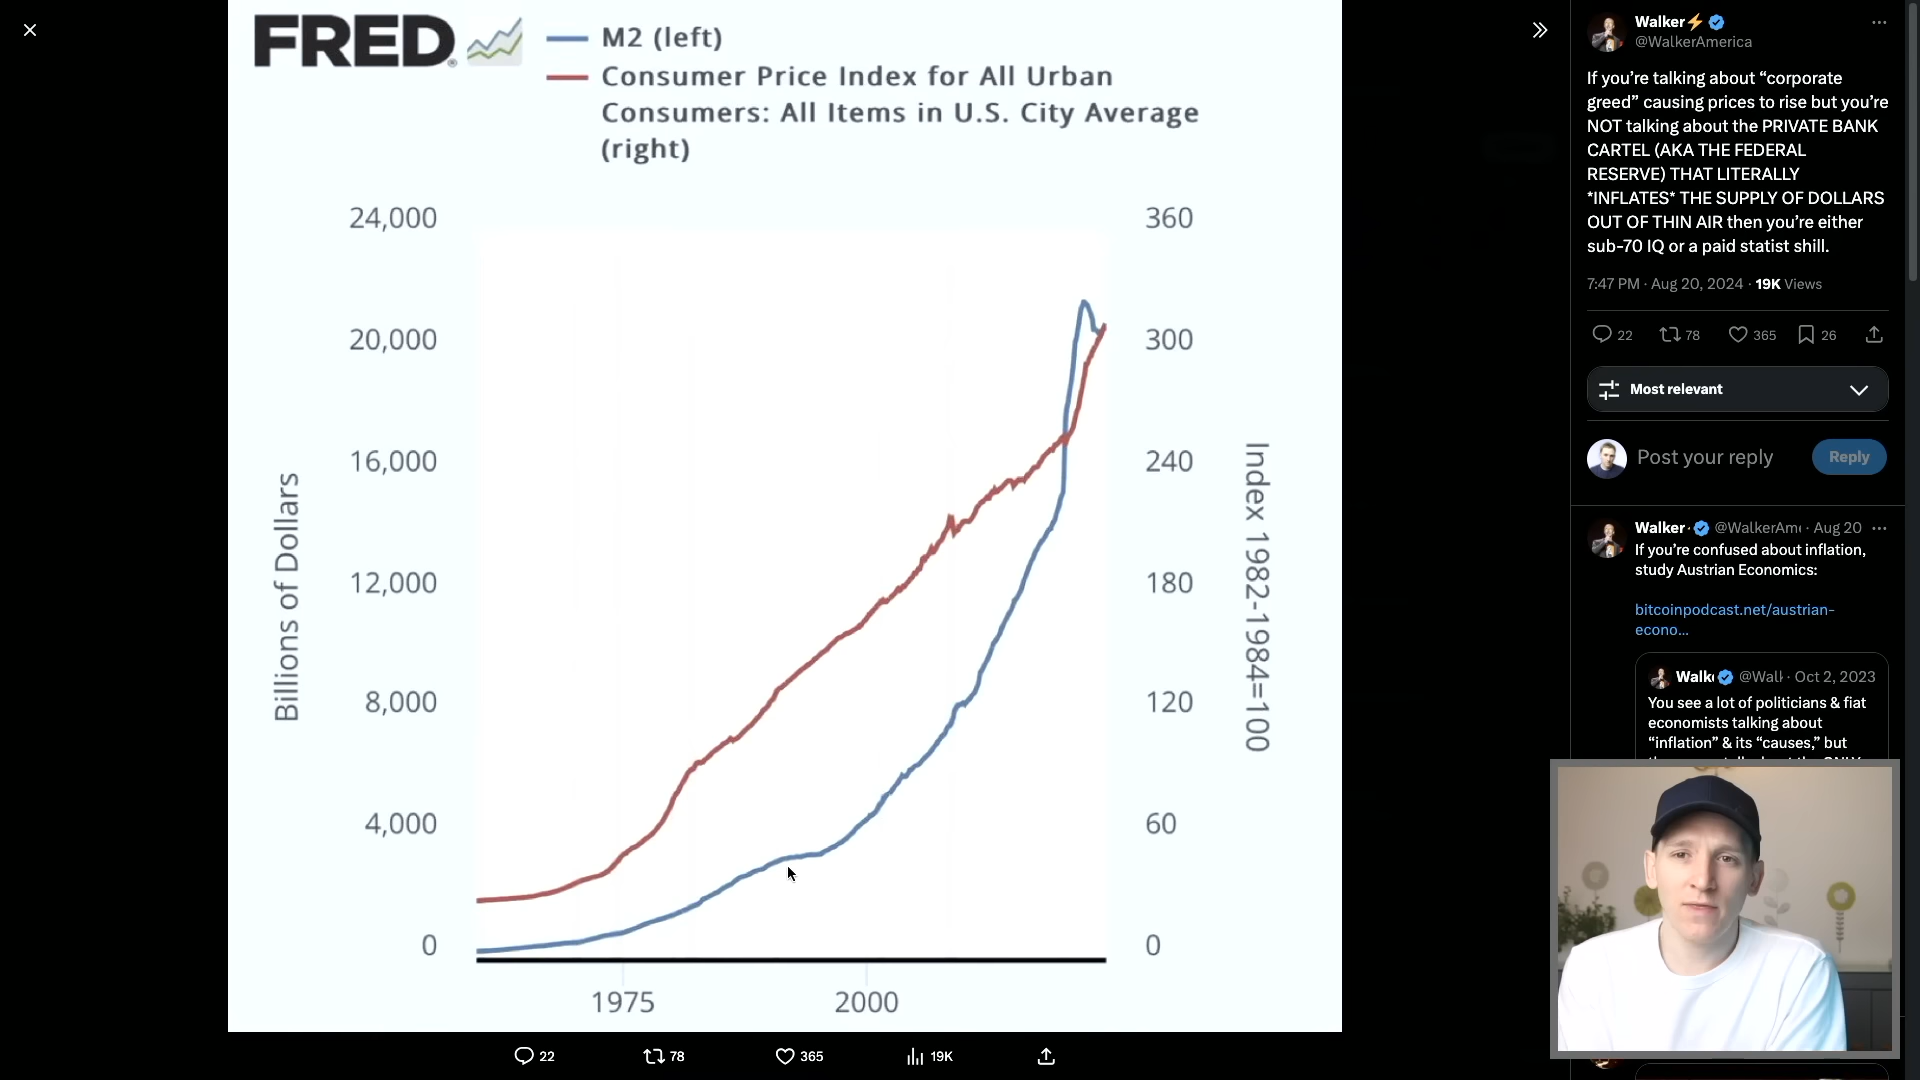 FRED
M2 (left)
Consumer Price Index for All Urban
Consumers: All Items in U.S. City Average
(right)
24,000
20,000
16,000
12,000
8,000
4,000
0
Billions of Dollars
360
300
240
180
120
60
0
Index 1982-1984=100
1975
2000
22
78
365
19K
Walker⚡
@WalkerAmerica
If you’re talking about “corporate
greed” causing prices to rise but you’re
NOT talking about the PRIVATE BANK
CARTEL (AKA THE FEDERAL
RESERVE) THAT LITERALLY
*INFLATES* THE SUPPLY OF DOLLARS
OUT OF THIN AIR then you’re either
sub-70 IQ or a paid statist shill.
7:47 PM · Aug 20, 2024 · 19K Views
22
78
365
26
Most relevant
Post your reply
Reply
Walker · @WalkerAm · Aug 20
If you’re confused about inflation,
study Austrian Economics:
bitcoinpodcast.net/austrian-
econo…
Walk @Wall · Oct 2, 2023
You see a lot of politicians & fiat
economists talking about
“inflation” & its “causes,” but